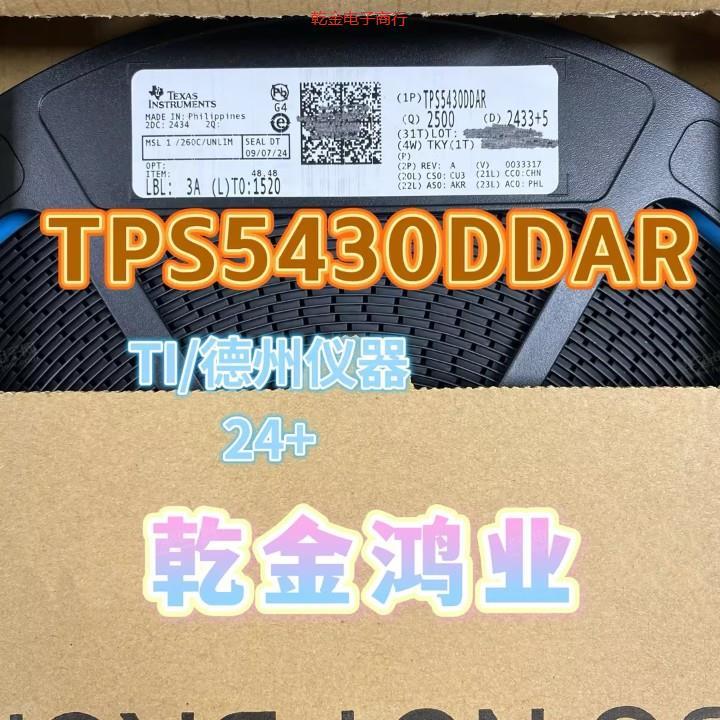 乾金电子商行
TEXAS
INSTRUMENTS
MADE IN: Philippines
2DC: 2434 2Q:
MSL 1 /260C/UNLIM
SEAL DT
09/07/24
OPT:
ITEM: 48.48
LBL: 3A (L)TO:1520
Pb
G4
e
(1P)TPS5430DDAR
(Q) 2500 (D) 2433+5
(31T)LOT:
(4W) TKY(1T)
(P)
(2P) REV: A (V) 0033317
(20L) CSO: CU3 (21L) CCO:CHN
(22L) ASO: AKR (23L) ACO: PHL
TPS5430DDAR
TI/德州仪器
24+
乾金鸿业